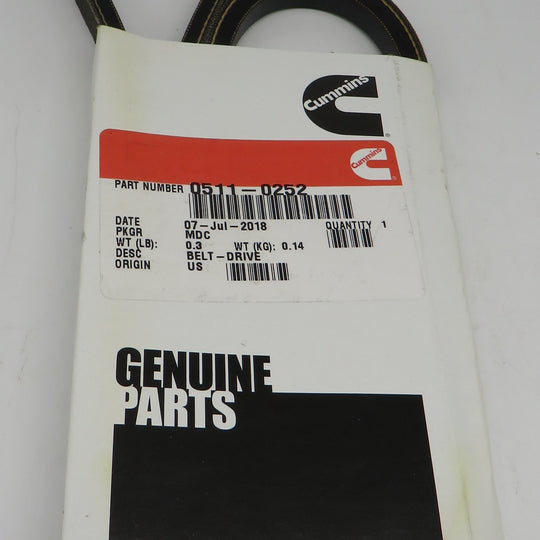 Cummins
Cummins
PART NUMBER 0511-0252
DATE 07-Jul-2018 QUANTITY 1
PKGR MDC
WT (LB): 0.3 WT (KG): 0.14
DESC BELT-DRIVE
ORIGIN US
GENUINE
PARTS